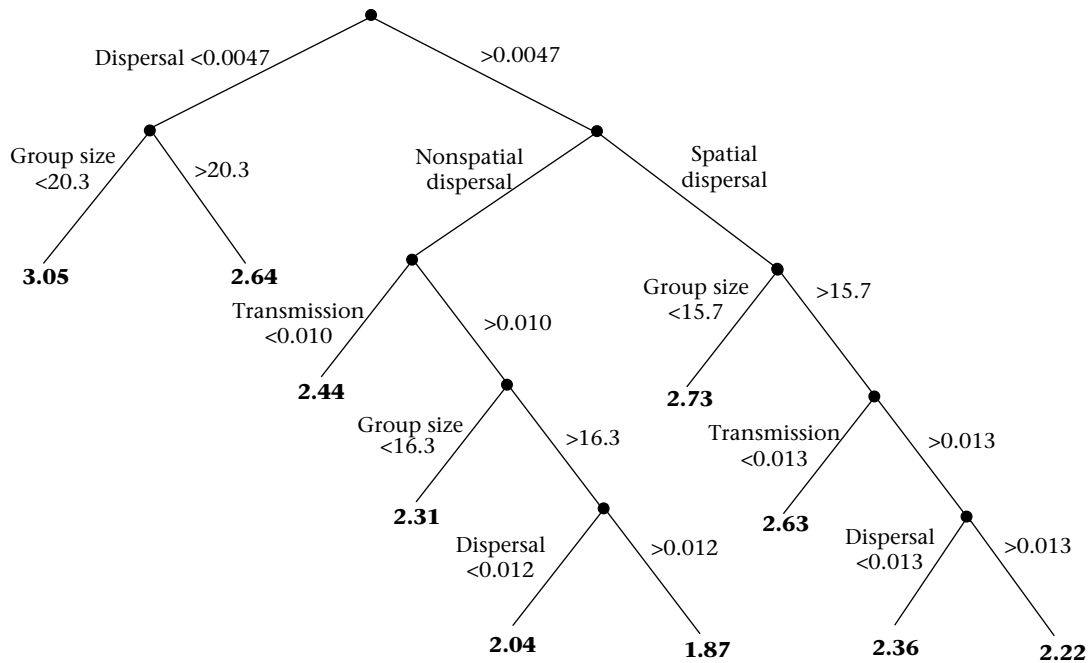 Dispersal <0.0047
>0.0047
Group size
<20.3
>20.3
Nonspatial
dispersal
Spatial
dispersal
3.05
2.64
Transmission
<0.010
>0.010
Group size
<15.7
>15.7
2.44
2.73
Group size
<16.3
>16.3
Transmission
<0.013
>0.013
2.31
2.63
Dispersal
<0.012
>0.012
Dispersal
<0.013
>0.013
2.04
1.87
2.36
2.22